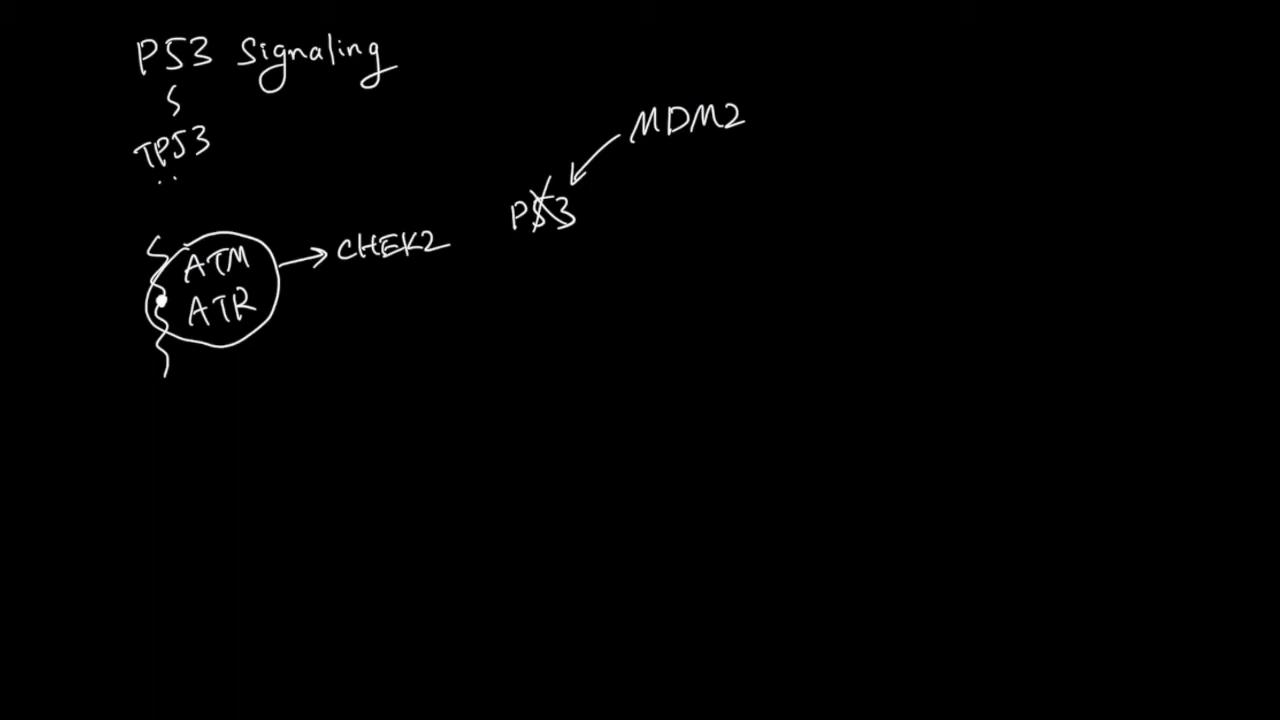 P53 Signaling
TP53
MDM2
P53
CHEK2
ATM
ATR